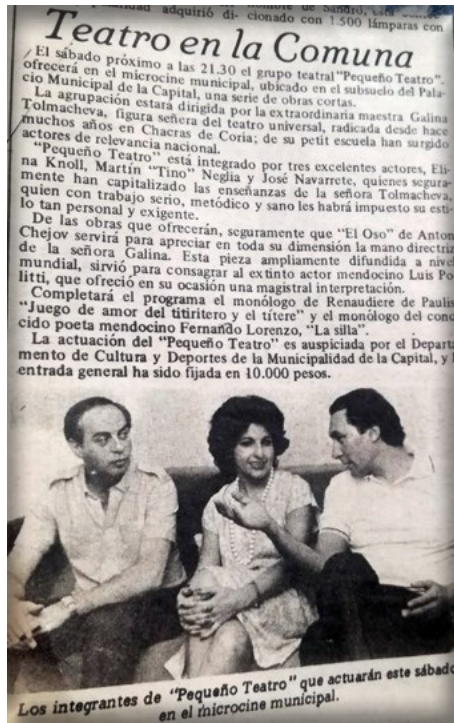 adquirió di- cionado con 1.500 lámparas con
Teatro en la Comuna
El sábado próximo a las 21.30 el grupo teatral "Pequeño Teatro".
ofrecerá en el microcine municipal, ubicado en el subsuelo del Pala-
cio Municipal de la Capital, una serie de obras cortas.
La agrupación estará dirigida por la extraordinaria maestra Galina
Tolmacheva, figura señera del teatro universal, radicada desde hace
muchos años en Chacras de Coria; de su petit escuela han surgido
actores de relevancia nacional.
"Pequeño Teatro" está integrado por tres excelentes actores, Eli-
na Knoll, Martín "Tino" Neglia y José Navarrete, quienes segura-
mente han capitalizado las enseñanzas de la señora Tolmacheva,
quien con trabajo serio, metódico y sano les habrá impuesto su esti-
lo tan personal y exigente.
De las obras que ofrecerán, seguramente que "El Oso" de Anton
Chejov servirá para apreciar en toda su dimensión la mano directriz
de la señora Galina. Esta pieza ampliamente difundida a nivel
mundial, sirvió para consagrar al extinto actor mendocino Luis Po-
litti, que ofreció en su ocasión una magistral interpretación.
Completará el programa el monólogo de Renaudiere de Paulis
"Juego de amor del titiritero y el títere" y el monólogo del cono
cido poeta mendocino Fernando Lorenzo, "La silla".
La actuación del "Pequeño Teatro" es auspiciada por el Depart
mento de Cultura y Deportes de la Municipalidad de la Capital, y l
entrada general ha sido fijada en 10.000 pesos.
Los integrantes de "Pequeño Teatro" que actuarán este sábado
en el microcine municipal.